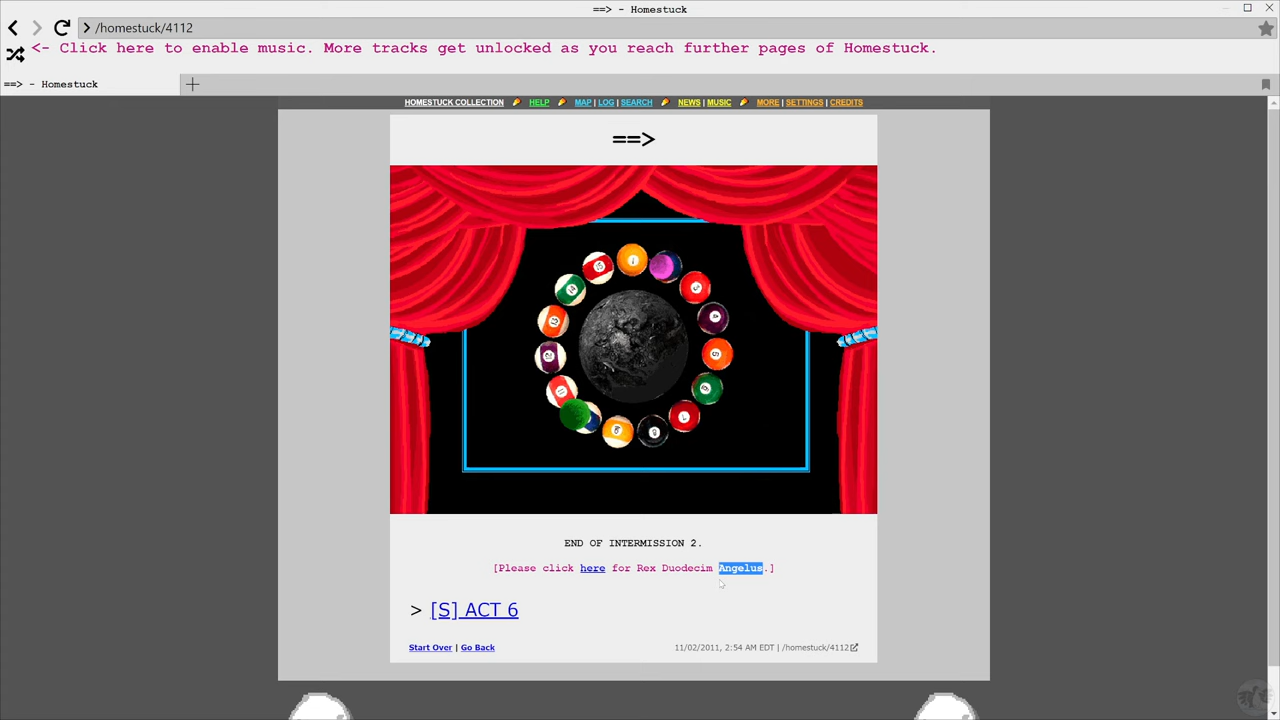 ==> - Homestuck
/homestuck/4112
<- Click here to enable music. More tracks get unlocked as you reach further pages of Homestuck.
==> - Homestuck
HOMESTUCK COLLECTION HELP MAP | LOG | SEARCH NEWS | MUSIC MORE | SETTINGS | CREDITS
==>
END OF INTERMISSION 2.
[Please click here for Rex Duodecim Angelus.]
> [S] ACT 6
Start Over | Go Back 11/02/2011, 2:54 AM EDT | /homestuck/4112